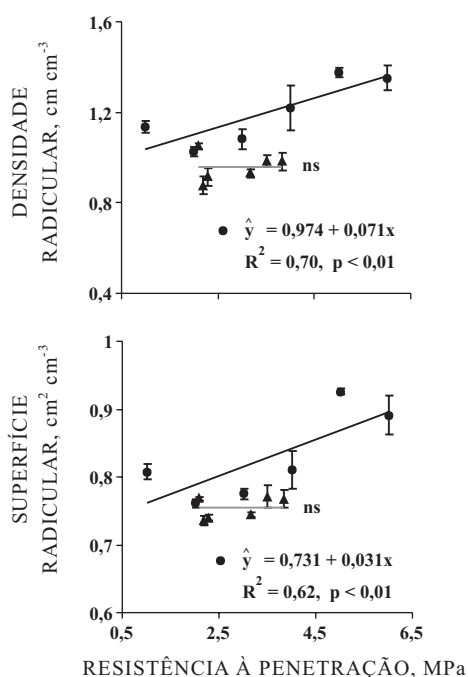 DENSIDADE
RADICULAR, cm cm⁻³
1,6
1,2
0,8
0,4
ns
ŷ = 0,974 + 0,071x
R² = 0,70, p < 0,01
SUPERFÍCIE
RADICULAR, cm² cm⁻³
1
0,9
0,8
0,7
0,6
ns
ŷ = 0,731 + 0,031x
R² = 0,62, p < 0,01
0,5 2,5 4,5 6,5
RESISTÊNCIA À PENETRAÇÃO, MPa